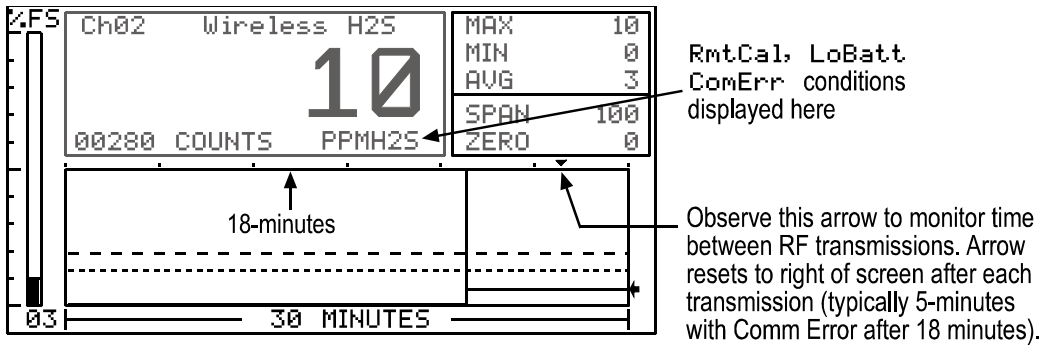 %FS
Ch02 Wireless H2S
10
00280 COUNTS PPMH2S
MAX 10
MIN 0
AVG 3
SPAN 100
ZERO 0
RmtCal, LoBatt
ComErr conditions
displayed here
18-minutes
Observe this arrow to monitor time
between RF transmissions. Arrow
resets to right of screen after each
transmission (typically 5-minutes
with Comm Error after 18 minutes).
03 30 MINUTES